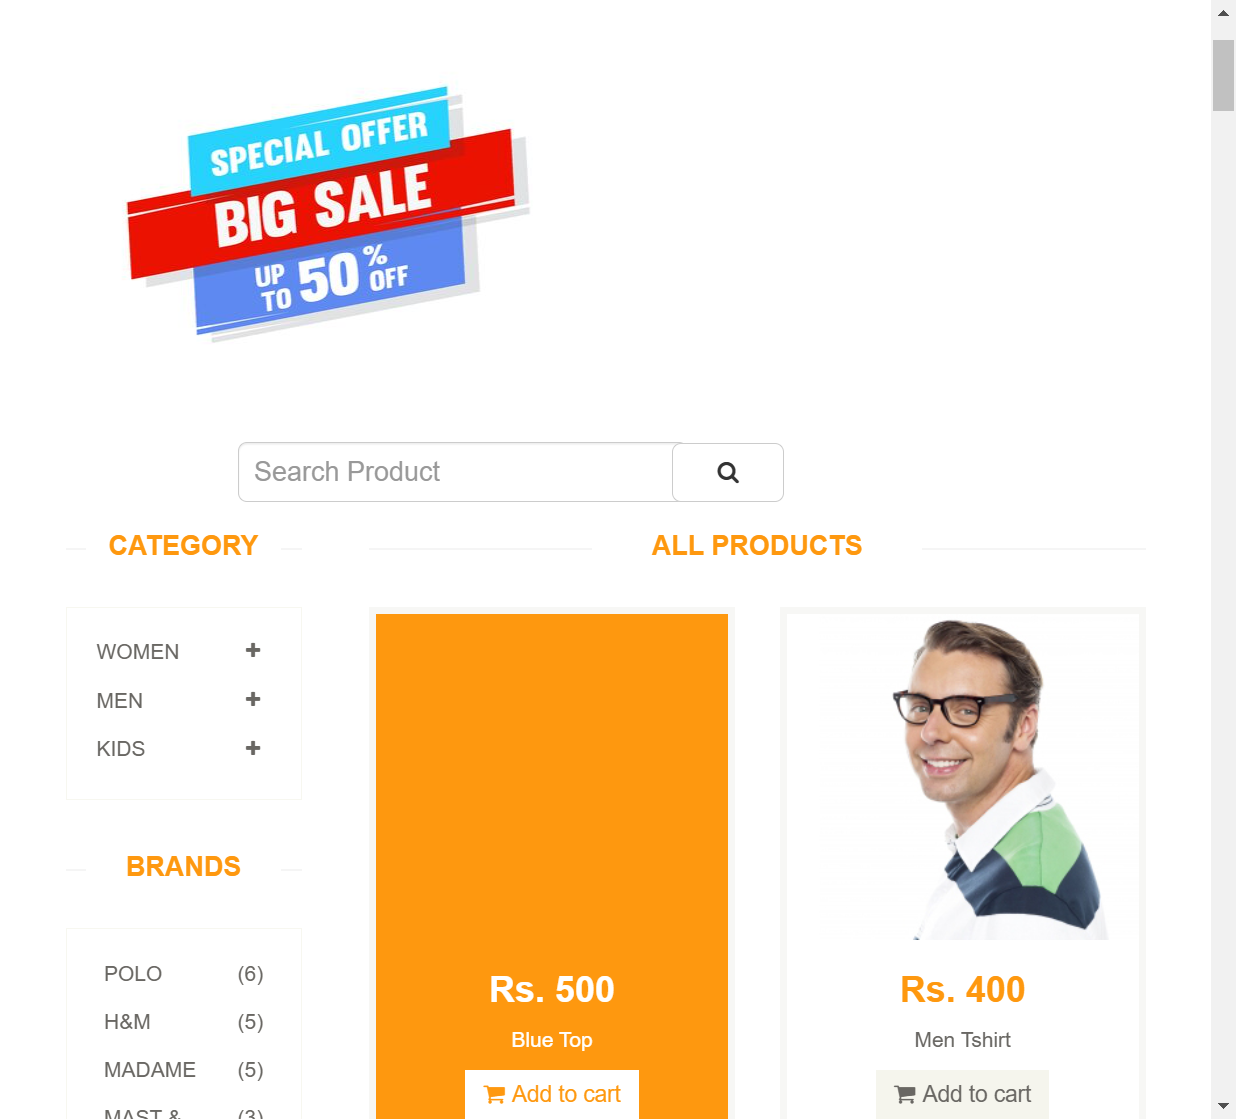 SPECIAL OFFER
BIG SALE
UP TO 50% OFF
Search Product
CATEGORY
ALL PRODUCTS
WOMEN
MEN
KIDS
BRANDS
POLO (6)
H&M (5)
MADAME (5)
MAST & (3)
Rs. 500
Blue Top
Add to cart
Rs. 400
Men Tshirt
Add to cart